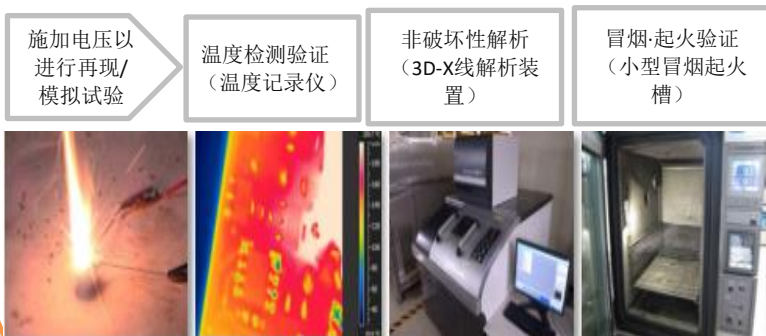 施加电压以
进行再现/
模拟试验
温度检测验证
（温度记录仪）
非破坏性解析
（3D-X线解析装
置）
冒烟·起火验证
（小型冒烟起火
槽）